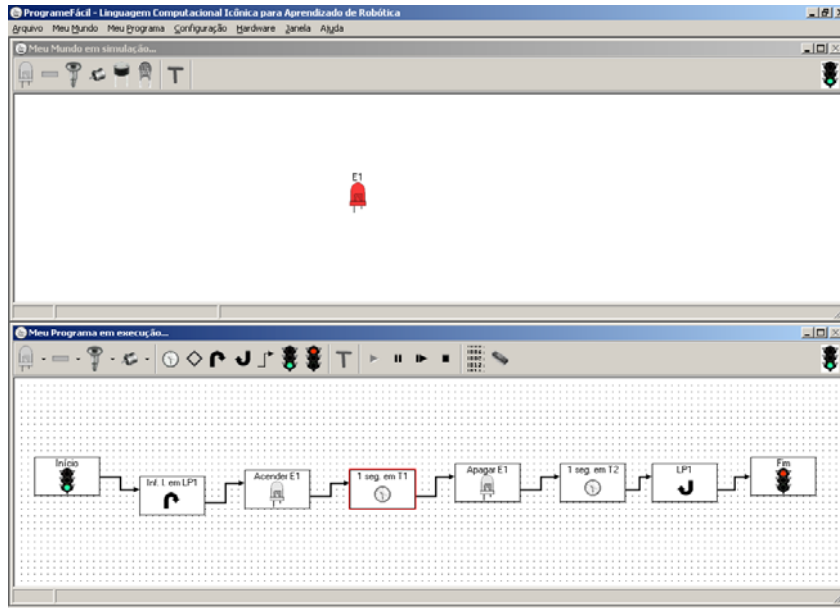 ProgrameFácil - Linguagem Computacional Icônica para Aprendizado de Robótica
Arquivo Meu Mundo Meu Programa Configuração Hardware Janela Ajuda
Meu Mundo em simulação...
E1
Meu Programa em execução...
Início
Inf. I. em LP1
Acender E1
1 seg. em T1
Apagar E1
1 seg. em T2
LP1
Fim